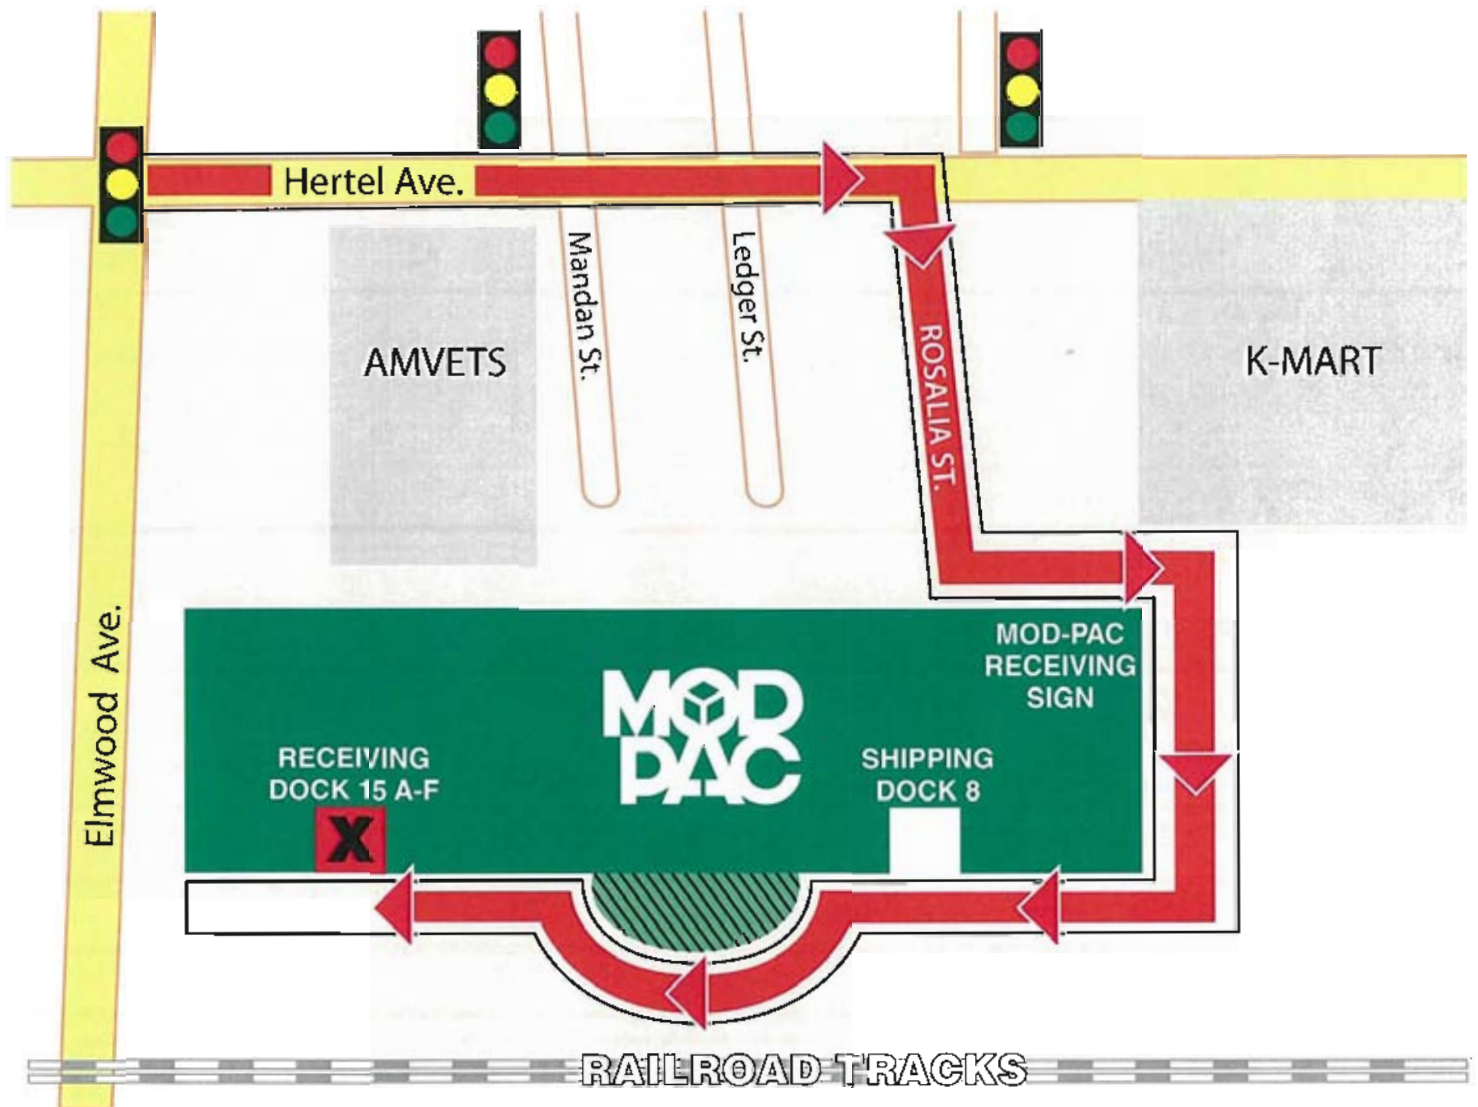 Hertel Ave.
Mandan St.
Ledger St.
ROSALIA ST.
AMVETS
K-MART
Elmwood Ave.
MOD-PAC
RECEIVING
SIGN
MOD
PAC
RECEIVING
DOCK 15 A-F
X
SHIPPING
DOCK 8
RAILROAD TRACKS